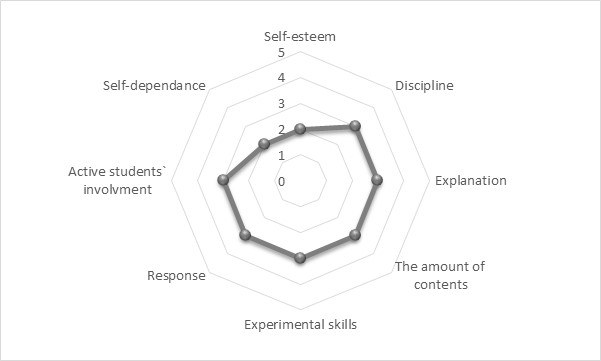 Self-esteem
5
Self-dependance
Discipline
4
3
2
1
0
Active students`
involvment
Explanation
Response
The amount of
contents
Experimental skills